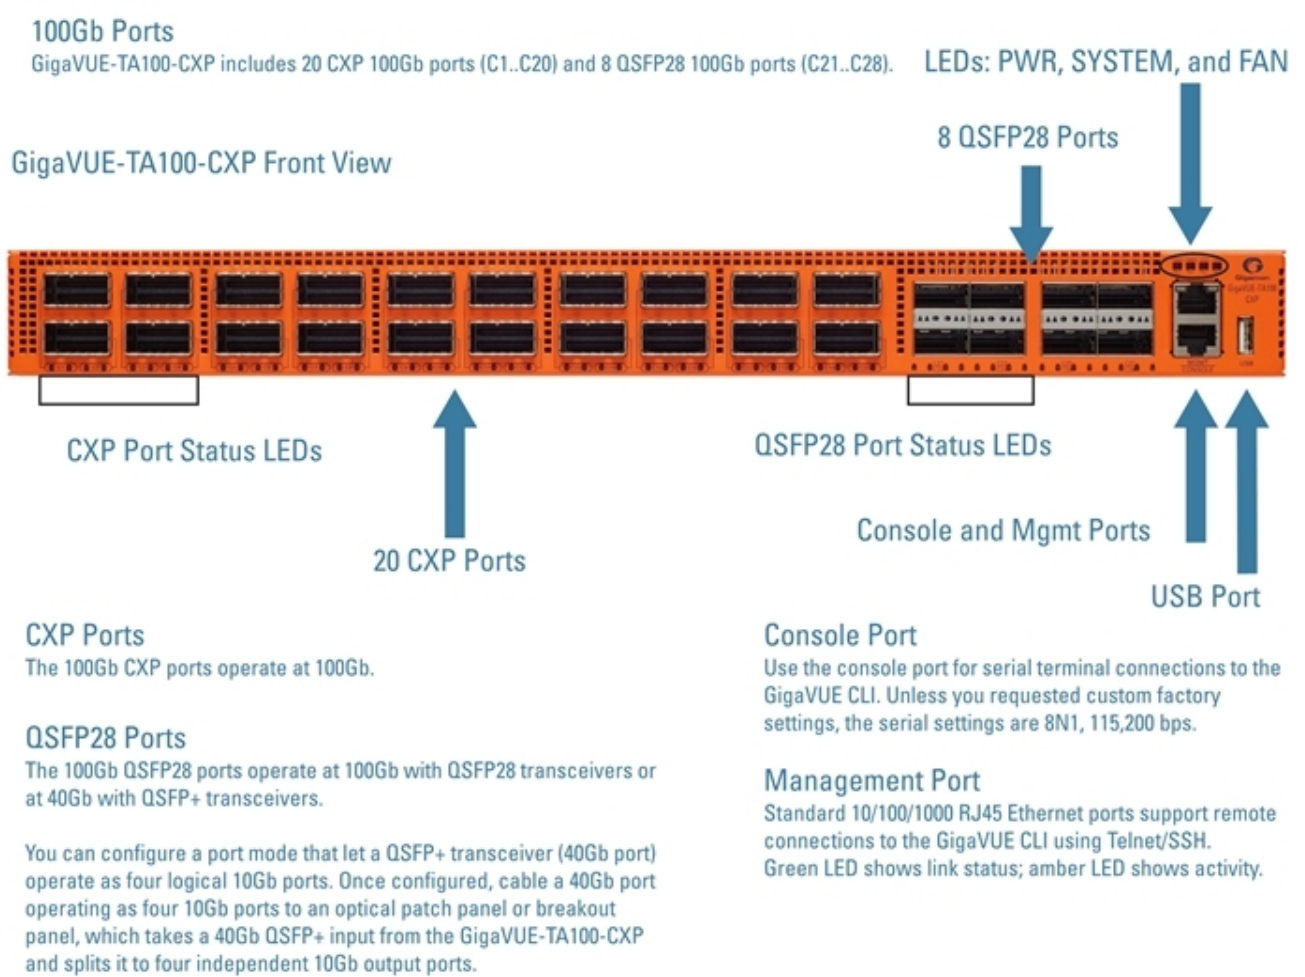 100Gb Ports
GigaVUE-TA100-CXP includes 20 CXP 100Gb ports (C1..C20) and 8 QSFP28 100Gb ports (C21..C28).
LEDs: PWR, SYSTEM, and FAN
8 QSFP28 Ports
GigaVUE-TA100-CXP Front View
Gigamon
GigaVUE-TA100
CXP
USB
CXP Port Status LEDs
QSFP28 Port Status LEDs
20 CXP Ports
Console and Mgmt Ports
USB Port
CXP Ports
The 100Gb CXP ports operate at 100Gb.
QSFP28 Ports
The 100Gb QSFP28 ports operate at 100Gb with QSFP28 transceivers or
at 40Gb with QSFP+ transceivers.
You can configure a port mode that let a QSFP+ transceiver (40Gb port)
operate as four logical 10Gb ports. Once configured, cable a 40Gb port
operating as four 10Gb ports to an optical patch panel or breakout
panel, which takes a 40Gb QSFP+ input from the GigaVUE-TA100-CXP
and splits it to four independent 10Gb output ports.
Console Port
Use the console port for serial terminal connections to the
GigaVUE CLI. Unless you requested custom factory
settings, the serial settings are 8N1, 115,200 bps.
Management Port
Standard 10/100/1000 RJ45 Ethernet ports support remote
connections to the GigaVUE CLI using Telnet/SSH.
Green LED shows link status; amber LED shows activity.